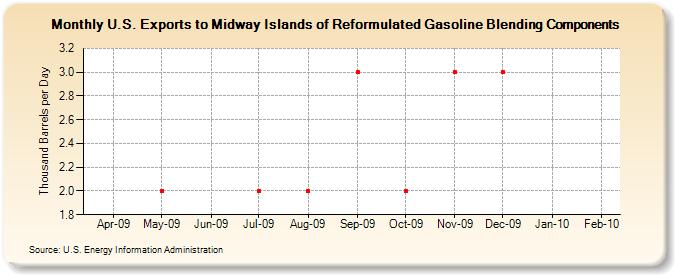 Monthly U.S. Exports to Midway Islands of Reformulated Gasoline Blending Components
Thousand Barrels per Day
3.2
3.0
2.8
2.6
2.4
2.2
2.0
1.8
Apr-09 May-09 Jun-09 Jul-09 Aug-09 Sep-09 Oct-09 Nov-09 Dec-09 Jan-10 Feb-10
Source: U.S. Energy Information Administration